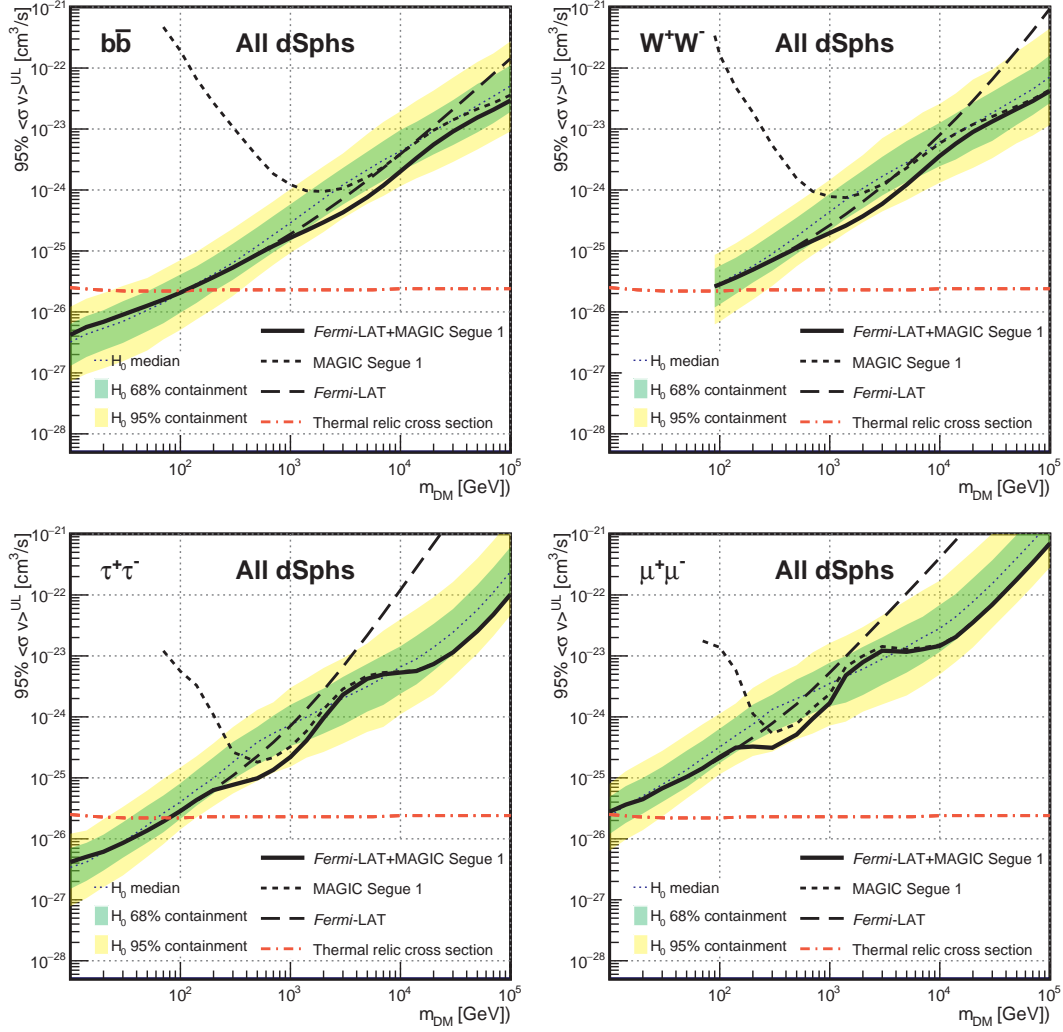 bb̅ All dSphs
95% <σ v>^UL [cm³/s]
10⁻²¹
10⁻²²
10⁻²³
10⁻²⁴
10⁻²⁵
10⁻²⁶
10⁻²⁷
10⁻²⁸
Fermi-LAT+MAGIC Segue 1
H₀ median
MAGIC Segue 1
H₀ 68% containment
Fermi-LAT
H₀ 95% containment
Thermal relic cross section
10² 10³ 10⁴ 10⁵
m_DM [GeV])
W⁺W⁻ All dSphs
95% <σ v>^UL [cm³/s]
10⁻²¹
10⁻²²
10⁻²³
10⁻²⁴
10⁻²⁵
10⁻²⁶
10⁻²⁷
10⁻²⁸
Fermi-LAT+MAGIC Segue 1
H₀ median
MAGIC Segue 1
H₀ 68% containment
Fermi-LAT
H₀ 95% containment
Thermal relic cross section
10² 10³ 10⁴ 10⁵
m_DM [GeV])
τ⁺τ⁻ All dSphs
95% <σ v>^UL [cm³/s]
10⁻²¹
10⁻²²
10⁻²³
10⁻²⁴
10⁻²⁵
10⁻²⁶
10⁻²⁷
10⁻²⁸
Fermi-LAT+MAGIC Segue 1
H₀ median
MAGIC Segue 1
H₀ 68% containment
Fermi-LAT
H₀ 95% containment
Thermal relic cross section
10² 10³ 10⁴ 10⁵
m_DM [GeV])
μ⁺μ⁻ All dSphs
95% <σ v>^UL [cm³/s]
10⁻²¹
10⁻²²
10⁻²³
10⁻²⁴
10⁻²⁵
10⁻²⁶
10⁻²⁷
10⁻²⁸
Fermi-LAT+MAGIC Segue 1
H₀ median
MAGIC Segue 1
H₀ 68% containment
Fermi-LAT
H₀ 95% containment
Thermal relic cross section
10² 10³ 10⁴ 10⁵
m_DM [GeV])